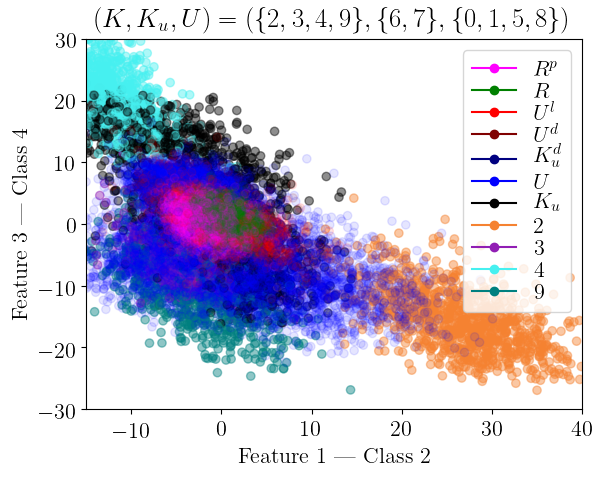 (K, K_u, U) = ({2, 3, 4, 9}, {6, 7}, {0, 1, 5, 8})
30
20
10
0
−10
−20
−30
Feature 3 — Class 4
R^p
R
U^l
U^d
K_u^d
U
K_u
2
3
4
9
−10
0
10
20
30
40
Feature 1 — Class 2